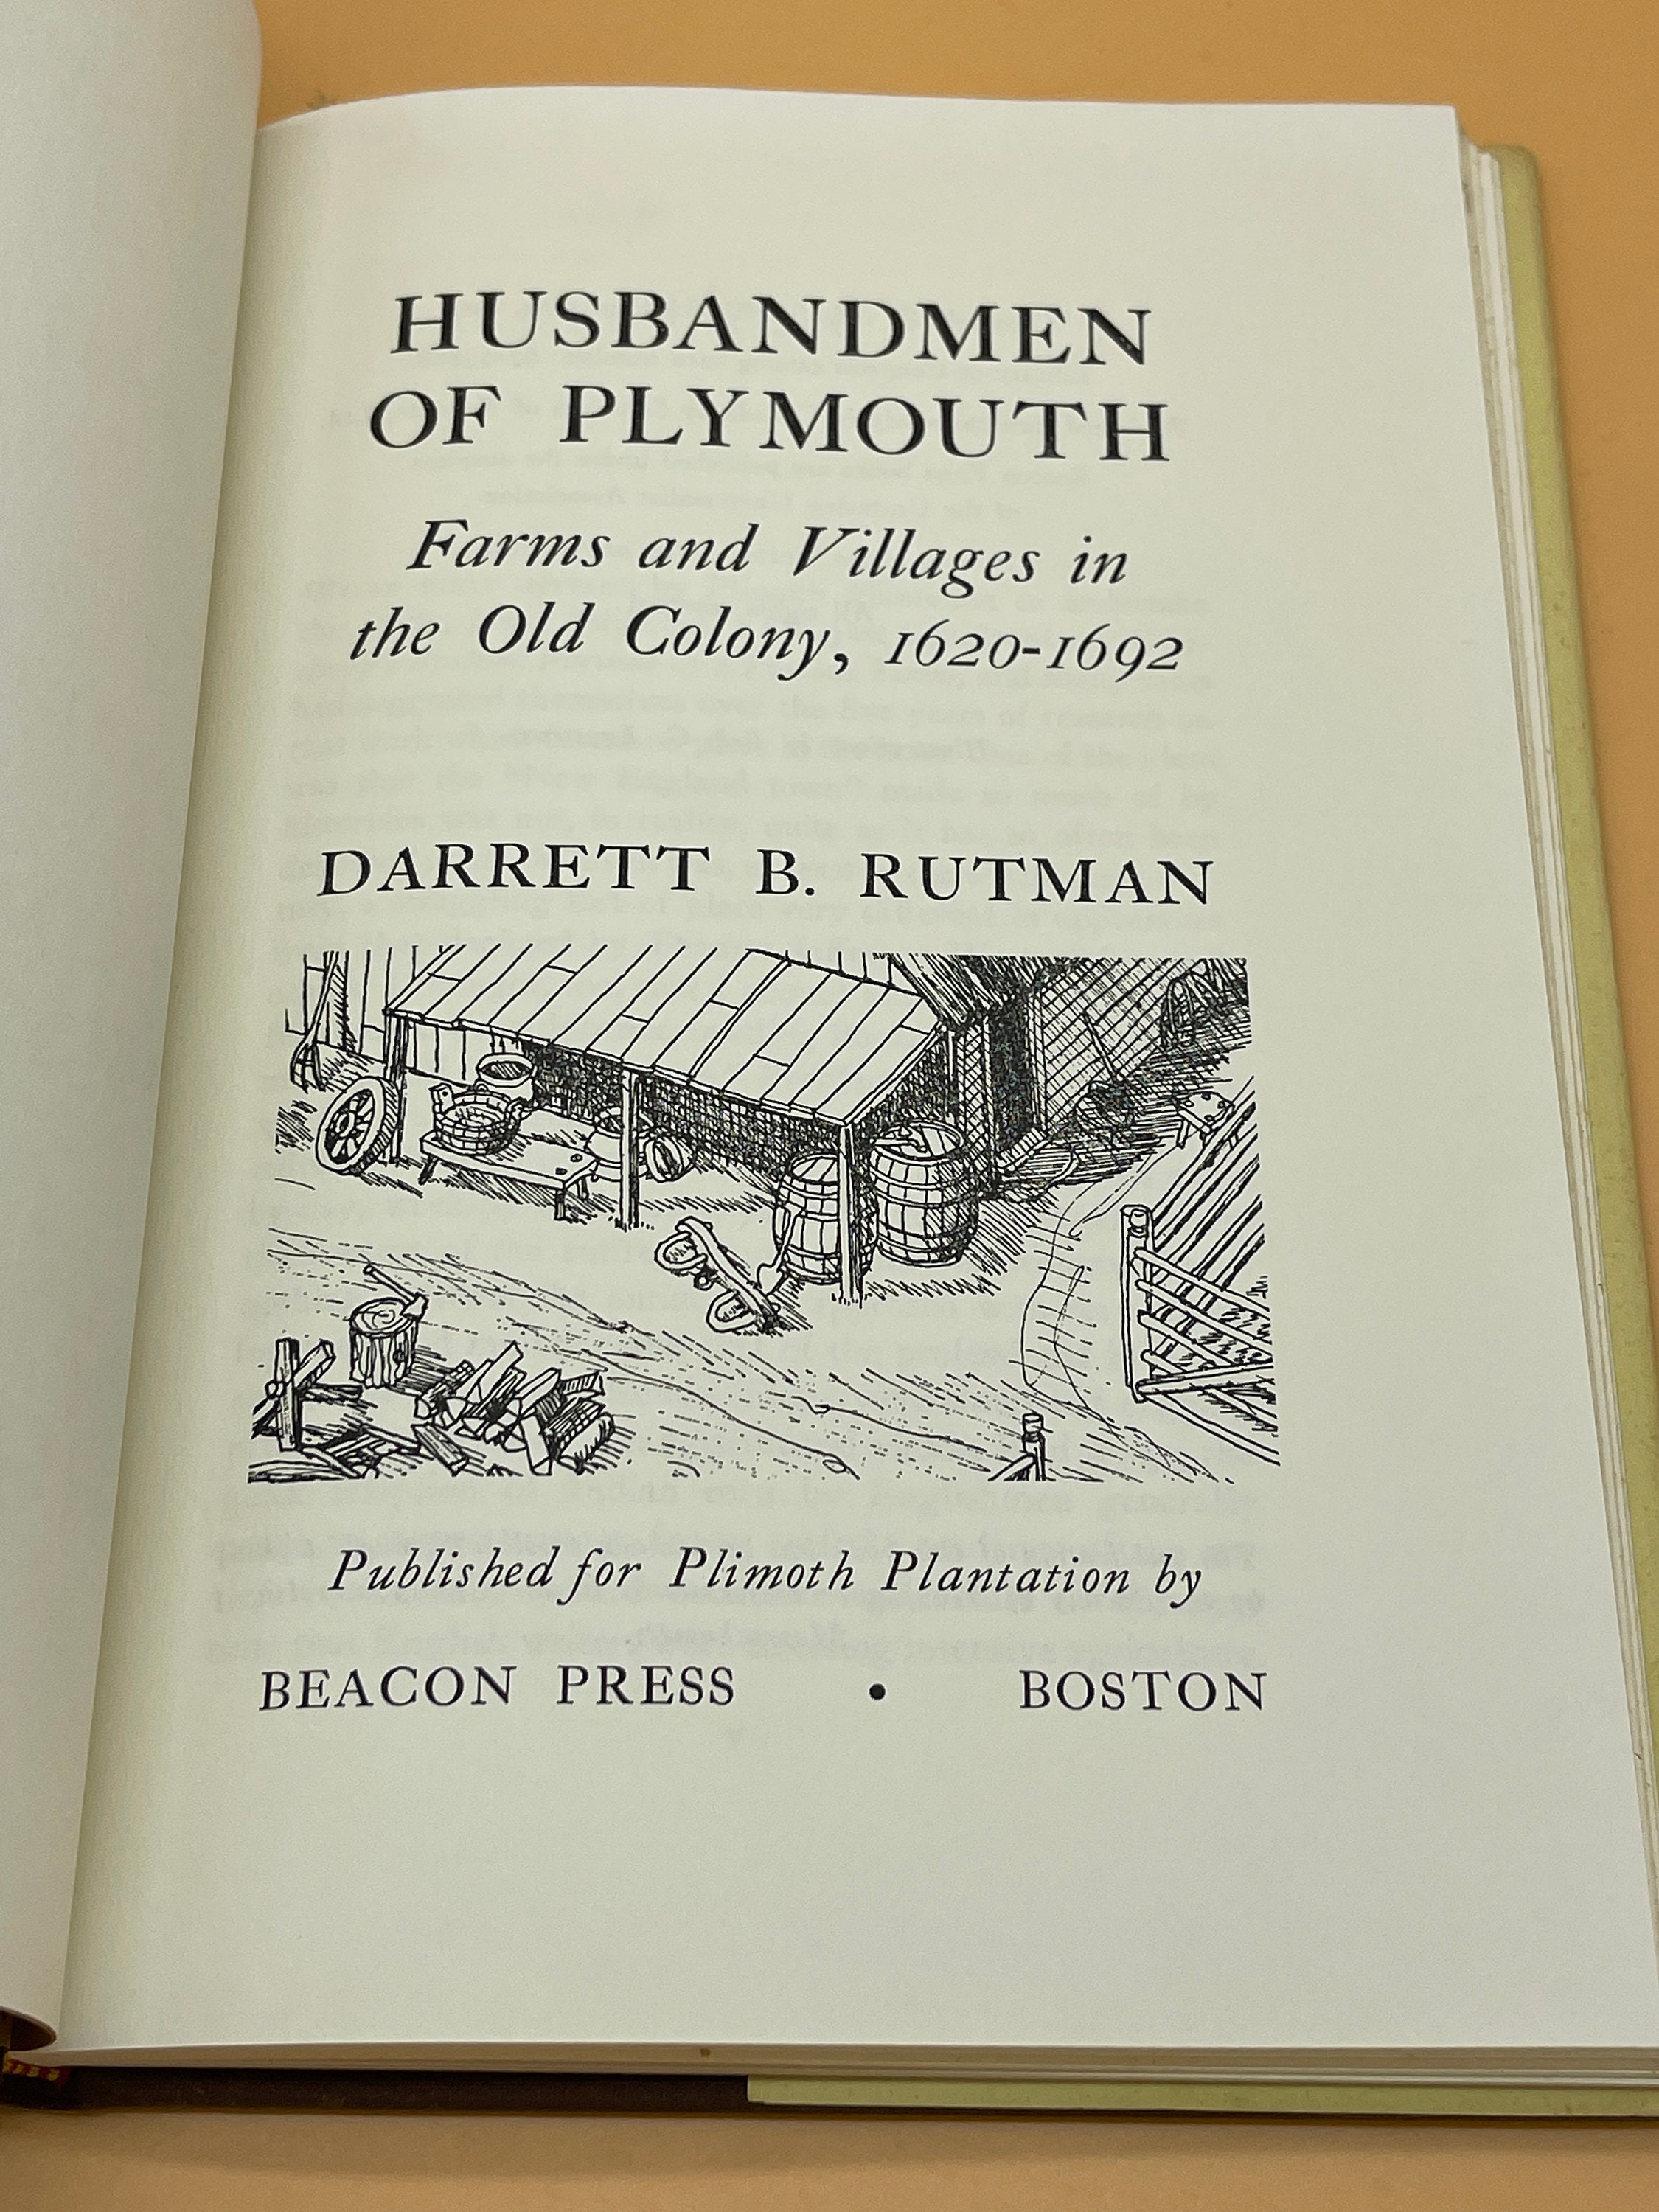 HUSBANDMEN
OF PLYMOUTH
Farms and Villages in
the Old Colony, 1620-1692
DARRETT B. RUTMAN
Published for Plimoth Plantation by
BEACON PRESS • BOSTON